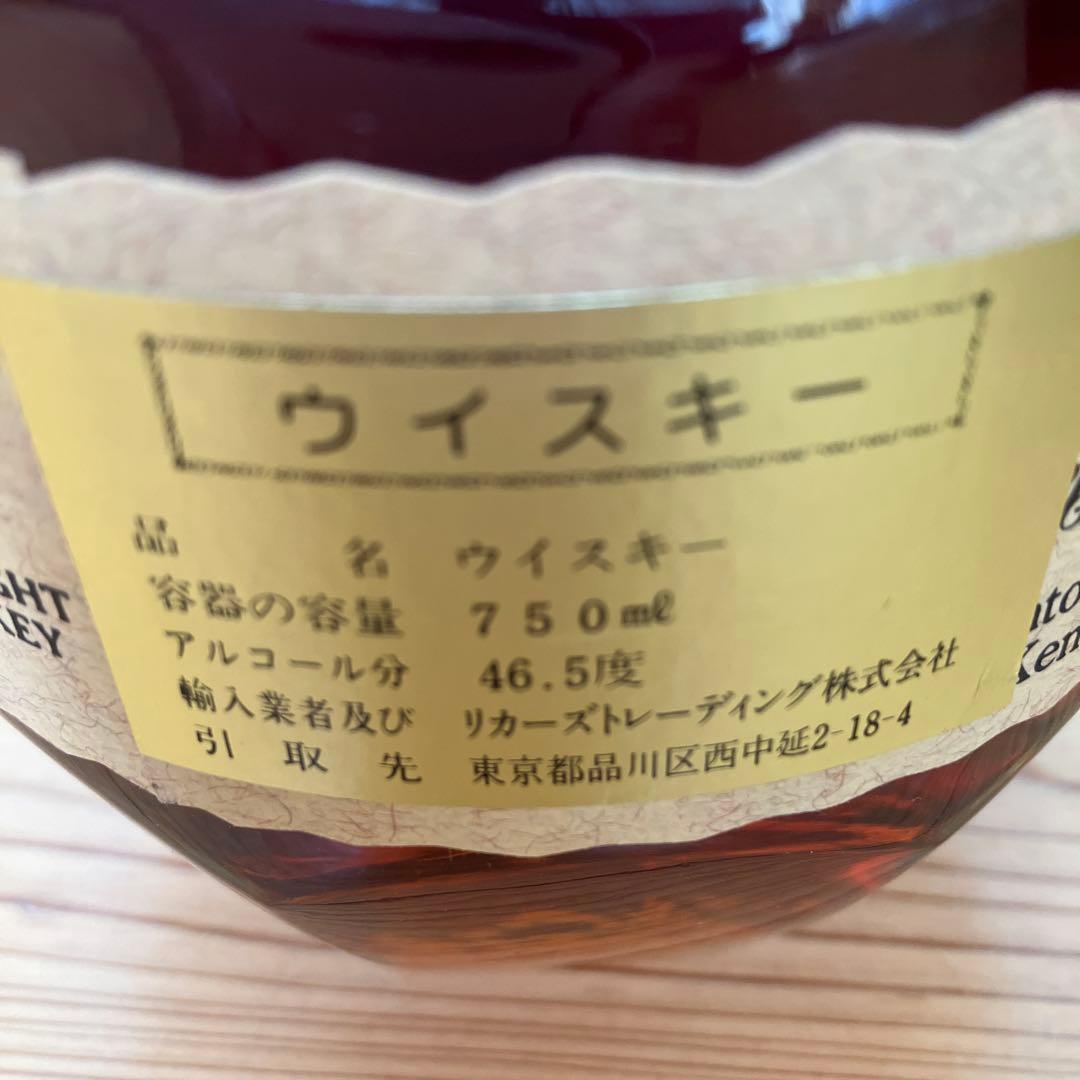 ウイスキー
品名 ウイスキー
容器の容量 750ml
アルコール分 46.5度
輸入業者及び リカーズトレーディング株式会社
引取先 東京都品川区西中延2-18-4
GHT
KEY